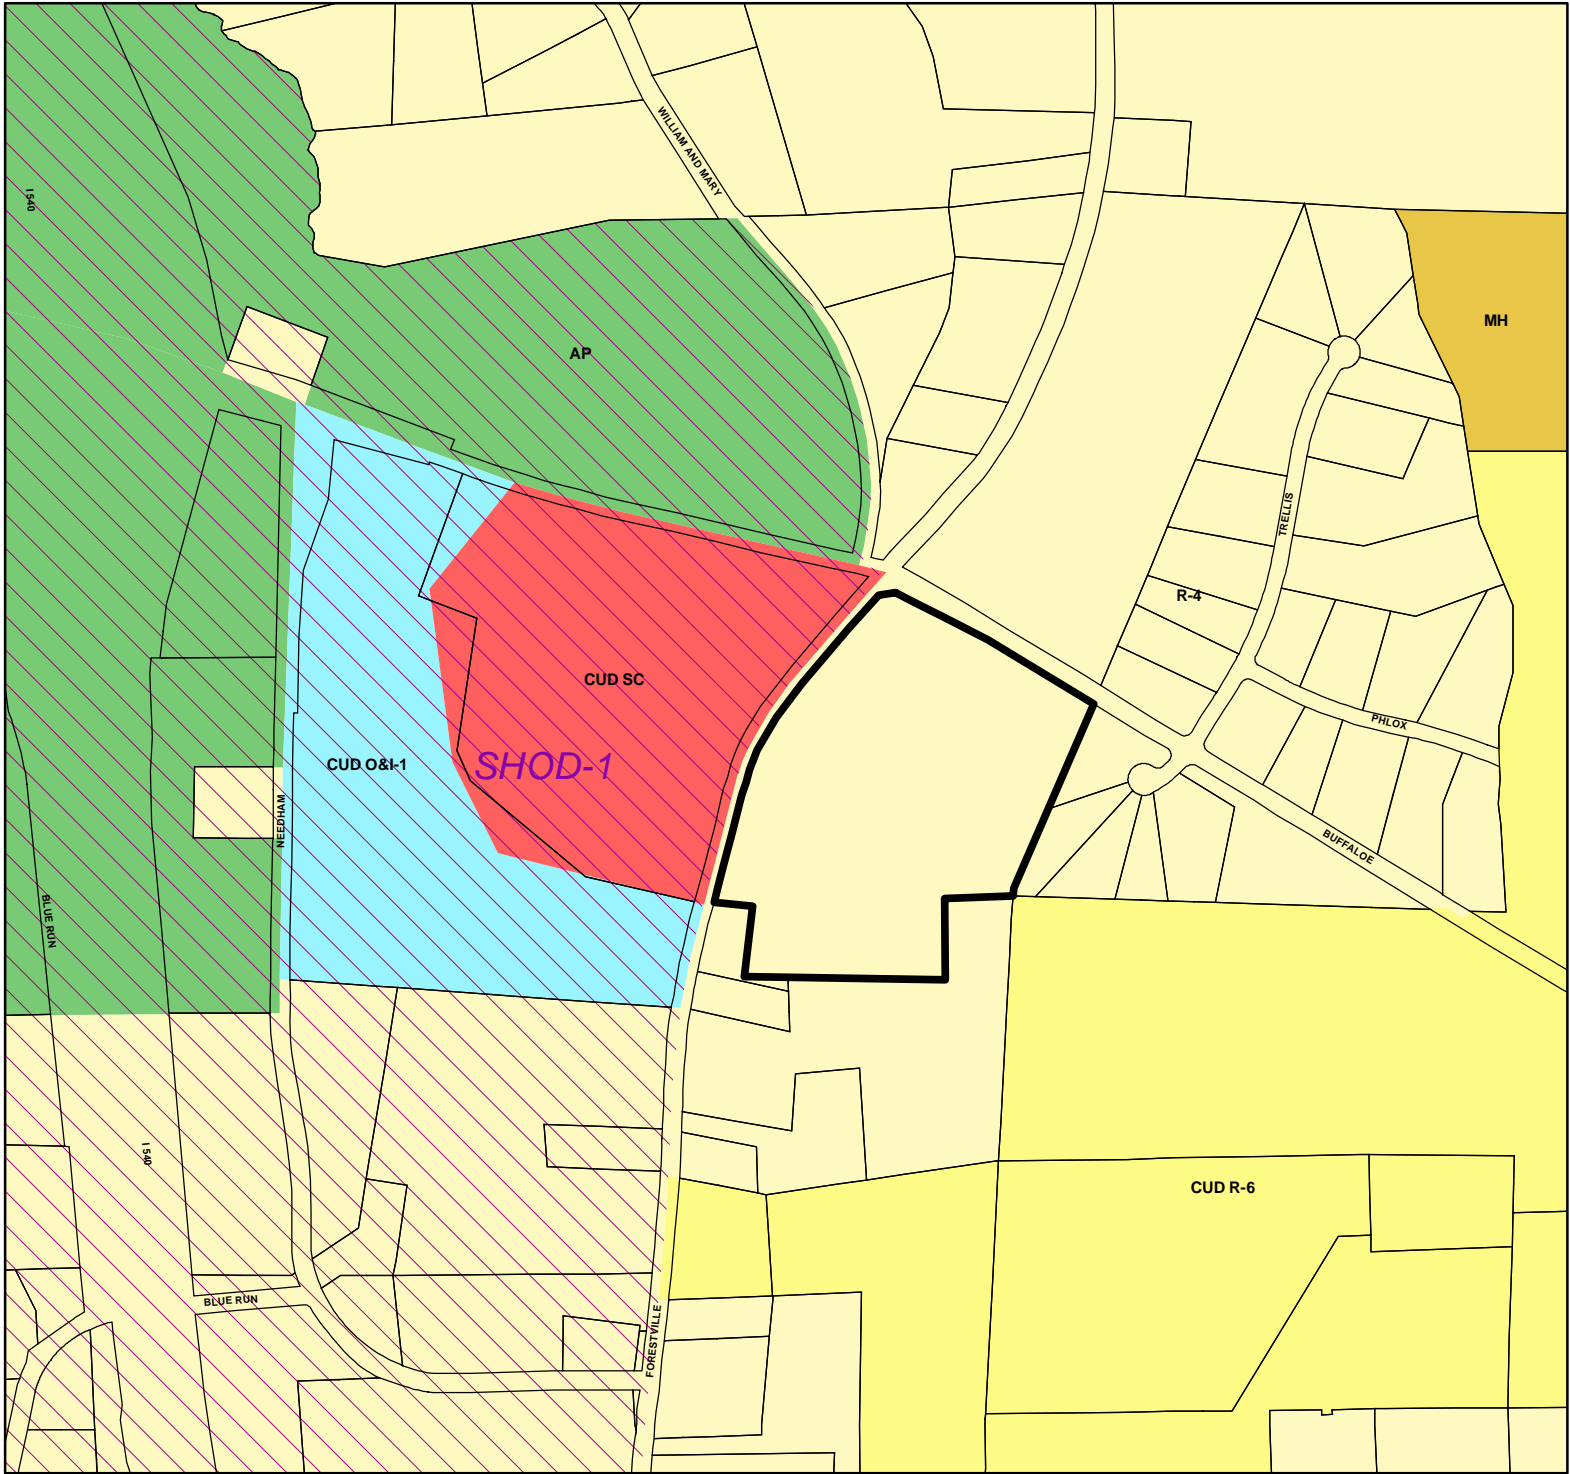 WILLIAM AND MARY
I 540
MH
AP
TRELLIS
R-4
CUD SC
PHLOX
CUD O&I-1
SHOD-1
NEEDHAM
BUFFALOE
BLUE RUN
I 540
CUD R-6
BLUE RUN
FORESTVILLE